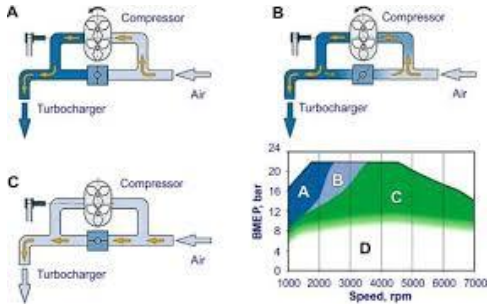 A
Compressor
Air
Turbocharger
B
Compressor
Air
Turbocharger
C
Compressor
Air
Turbocharger
BMEP, bar
24
20
16
12
8
4
0
A
B
C
D
1000 2000 3000 4000 5000 6000 7000
Speed, rpm